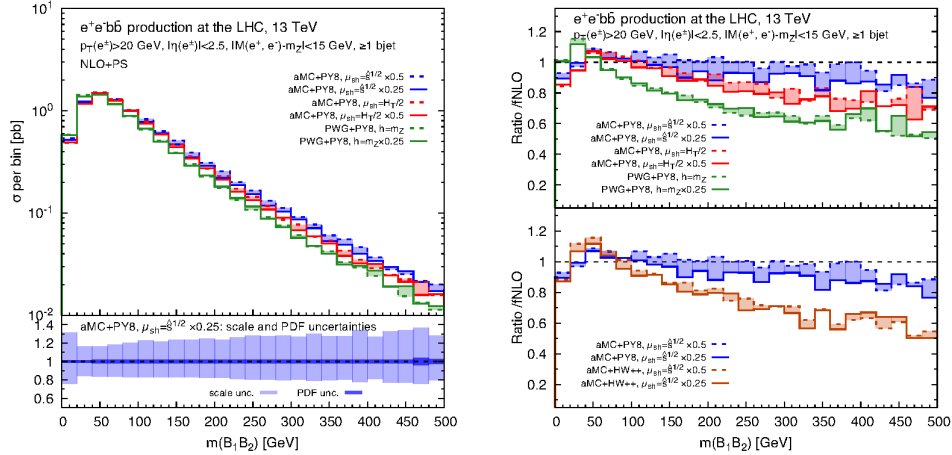 e⁺e⁻bb̄ production at the LHC, 13 TeV
p_T(e±)>20 GeV, |η(e±)|<2.5, |M(e⁺, e⁻)-m_Z|<15 GeV, ≥1 bjet
NLO+PS
aMC+PY8, μ_sh=ŝ^1/2 ×0.5
aMC+PY8, μ_sh=ŝ^1/2 ×0.25
aMC+PY8, μ_sh=H_T/2
aMC+PY8, μ_sh=H_T/2 ×0.5
PWG+PY8, h=m_Z
PWG+PY8, h=m_Z×0.25
σ per bin [pb]
10⁰
10⁻¹
10⁻²
aMC+PY8, μ_sh=ŝ^1/2 ×0.25: scale and PDF uncertainties
1.4
1.2
1.0
0.8
scale unc. PDF unc.
0 50 100 150 200 250 300 350 400 450 500
m(B₁B₂) [GeV]
e⁺e⁻bb̄ production at the LHC, 13 TeV
p_T(e±)>20 GeV, |η(e±)|<2.5, |M(e⁺, e⁻)-m_Z|<15 GeV, ≥1 bjet
Ratio /fNLO
1.2
1
0.8
0.6
0.4
0.2
aMC+PY8, μ_sh=ŝ^1/2 ×0.5
aMC+PY8, μ_sh=ŝ^1/2 ×0.25
aMC+PY8, μ_sh=H_T/2
aMC+PY8, μ_sh=H_T/2 ×0.5
PWG+PY8, h=m_Z
PWG+PY8, h=m_Z×0.25
Ratio /fNLO
1.2
1
0.8
0.6
0.4
0.2
aMC+PY8, μ_sh=ŝ^1/2 ×0.5
aMC+PY8, μ_sh=ŝ^1/2 ×0.25
aMC+HW++, μ_sh=ŝ^1/2 ×0.5
aMC+HW++, μ_sh=ŝ^1/2 ×0.25
0 50 100 150 200 250 300 350 400 450 500
m(B₁B₂) [GeV]